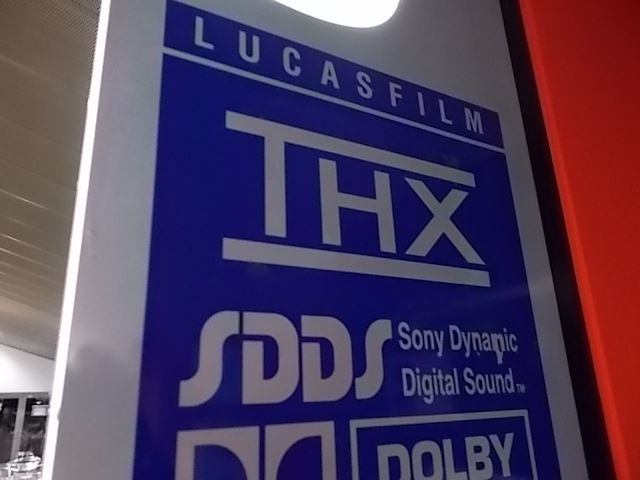 LUCASFILM
THX
SDDS
Sony Dynamic
Digital Sound™
DOLBY